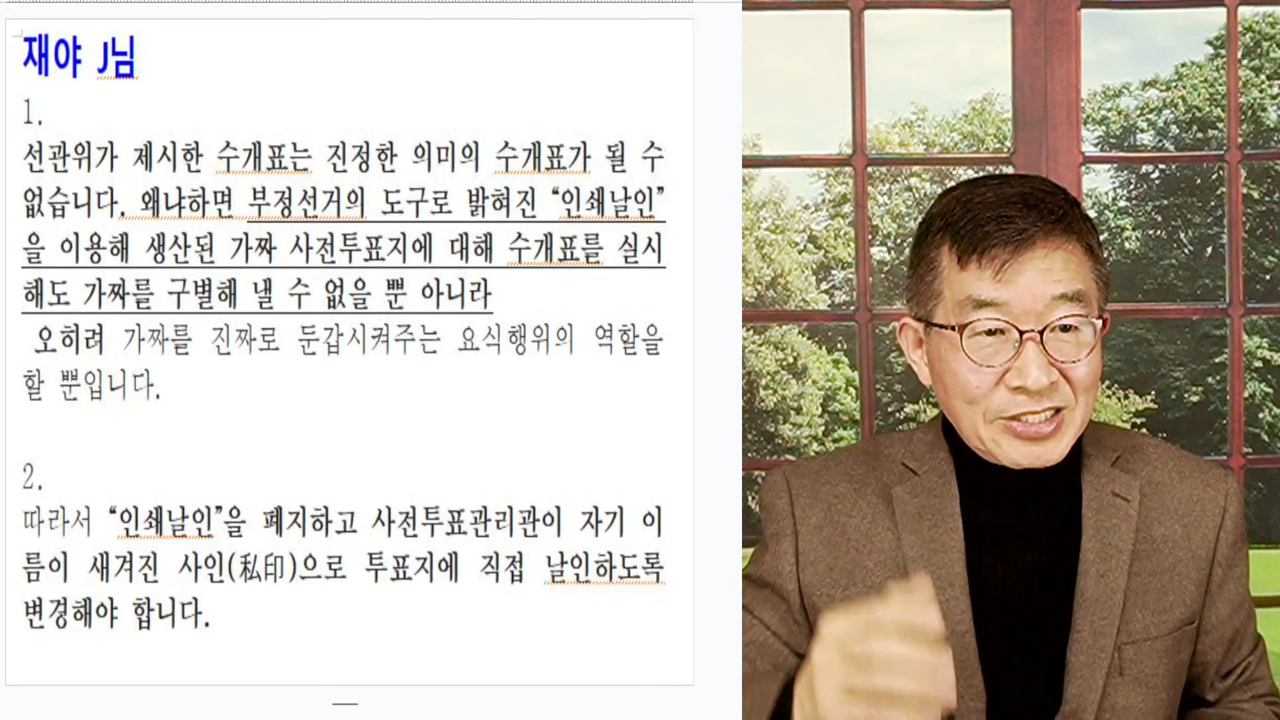 재야 J님
1.
선관위가 제시한 수개표는 진정한 의미의 수개표가 될 수
없습니다. 왜냐하면 부정선거의 도구로 밝혀진 “인쇄날인”
을 이용해 생산된 가짜 사전투표지에 대해 수개표를 실시
해도 가짜를 구별해 낼 수 없을 뿐 아니라
오히려 가짜를 진짜로 둔갑시켜주는 요식행위의 역할을
할 뿐입니다.
2.
따라서 “인쇄날인”을 폐지하고 사전투표관리관이 자기 이
름이 새겨진 사인(私印)으로 투표지에 직접 날인하도록
변경해야 합니다.